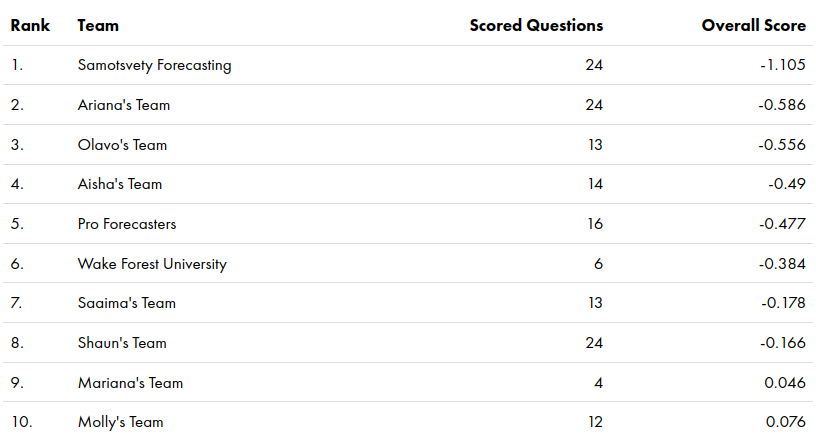 Rank Team Scored Questions Overall Score
1. Samotsvety Forecasting 24 -1.105
2. Ariana's Team 24 -0.586
3. Olavo's Team 13 -0.556
4. Aisha's Team 14 -0.49
5. Pro Forecasters 16 -0.477
6. Wake Forest University 6 -0.384
7. Saaima's Team 13 -0.178
8. Shaun's Team 24 -0.166
9. Mariana's Team 4 0.046
10. Molly's Team 12 0.076